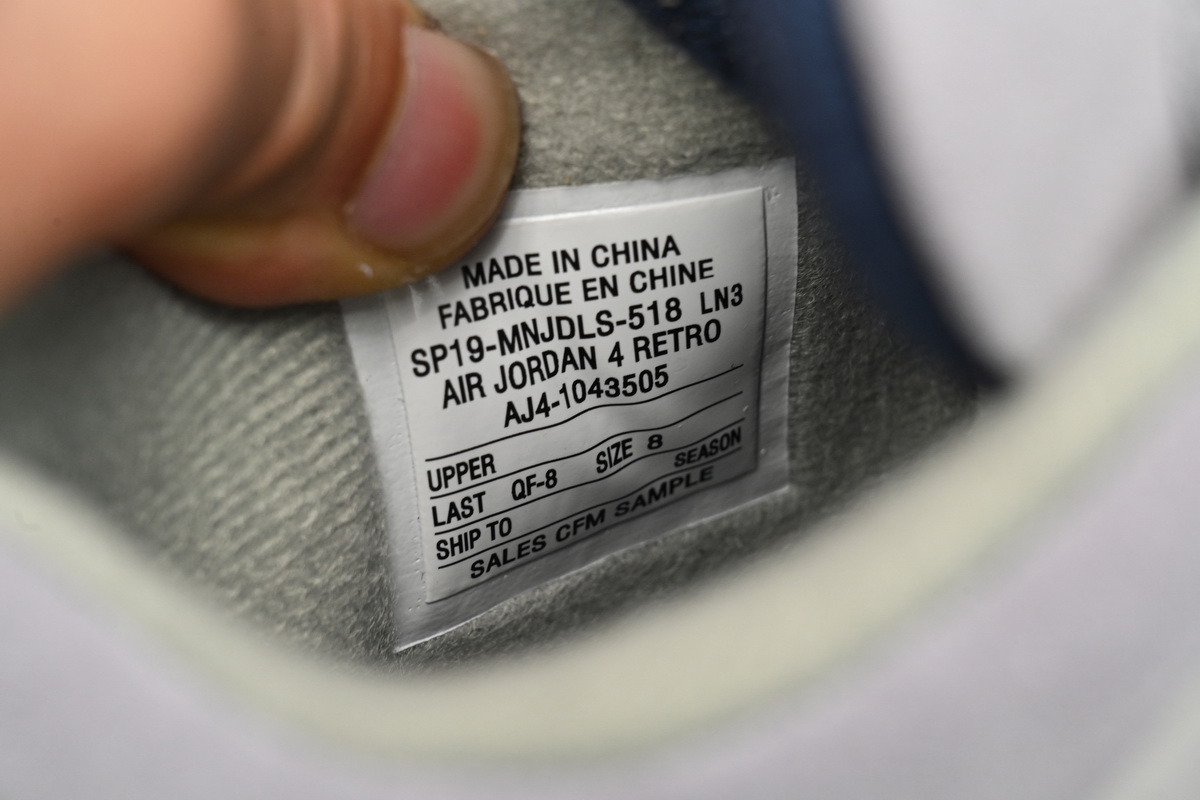 MADE IN CHINA
FABRIQUE EN CHINE
SP19-MNJDLS-518 LN3
AIR JORDAN 4 RETRO
AJ4-1043505
UPPER
LAST QF-8 SIZE 8
SHIP TO SEASON
SALES CFM SAMPLE